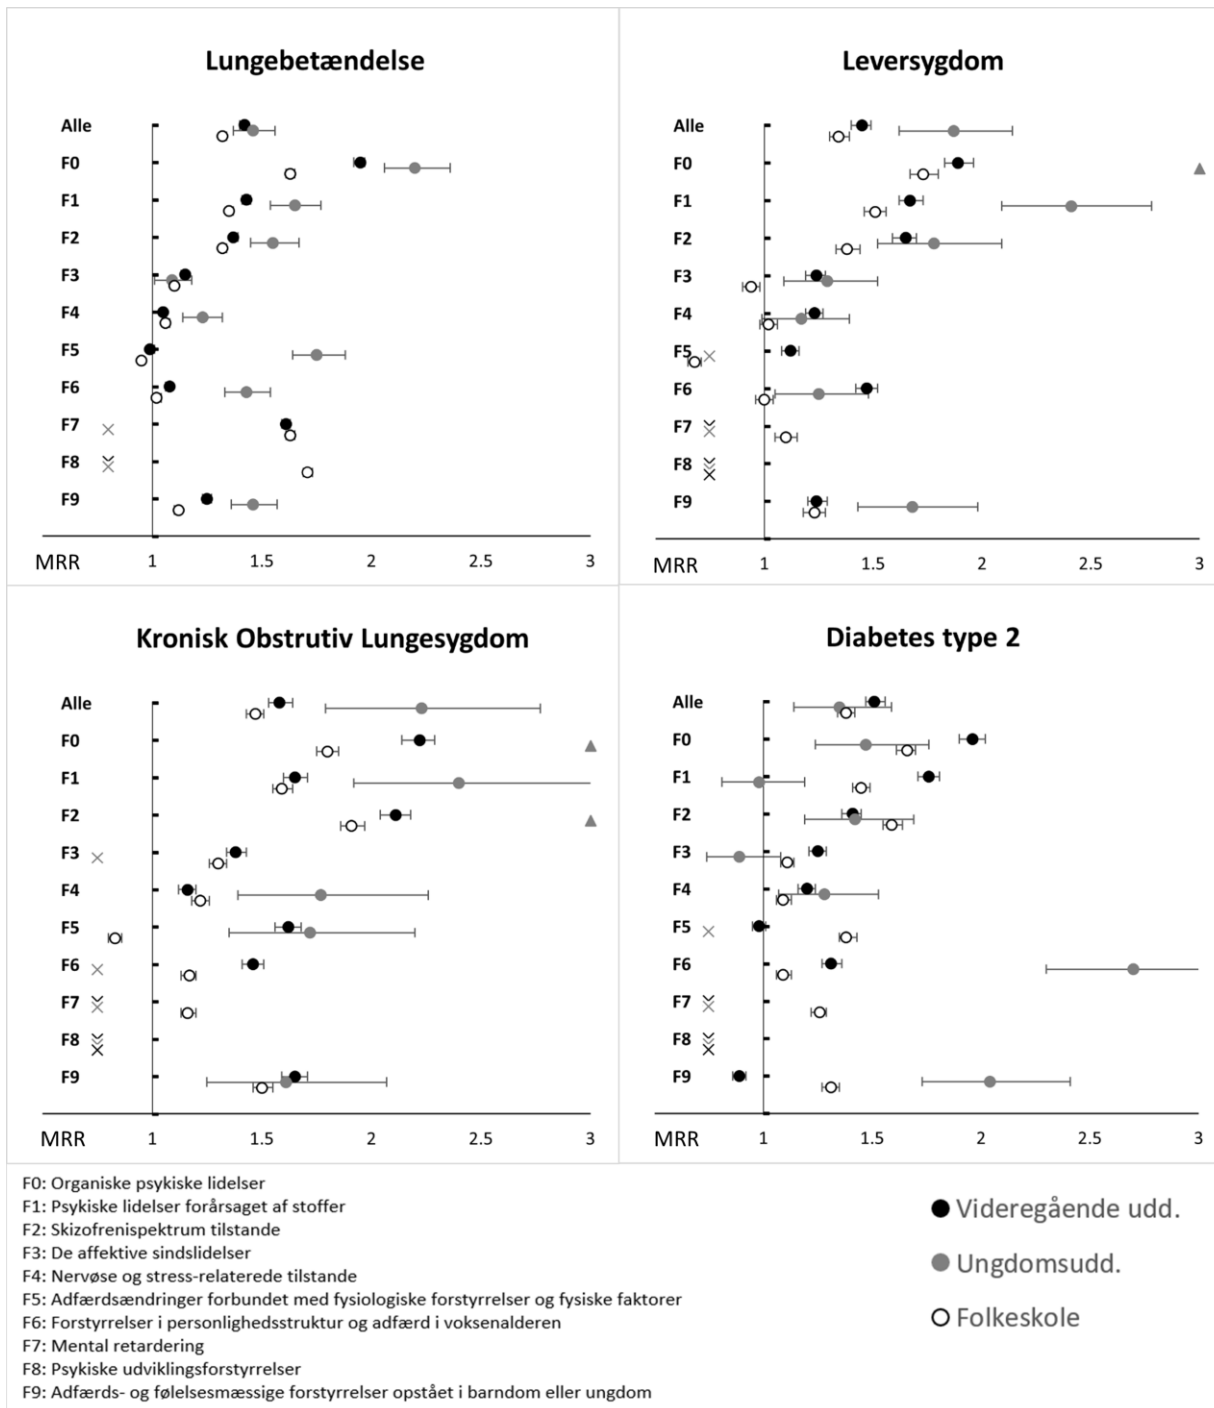 Lungebetændelse
Alle
F0
F1
F2
F3
F4
F5
F6
F7
F8
F9
MRR 1 1.5 2 2.5 3
Leversygdom
Alle
F0
F1
F2
F3
F4
F5
F6
F7
F8
F9
MRR 1 1.5 2 2.5 3
Kronisk Obstrutiv Lungesygdom
Alle
F0
F1
F2
F3
F4
F5
F6
F7
F8
F9
MRR 1 1.5 2 2.5 3
Diabetes type 2
Alle
F0
F1
F2
F3
F4
F5
F6
F7
F8
F9
MRR 1 1.5 2 2.5 3
F0: Organiske psykiske lidelser
F1: Psykiske lidelser forårsaget af stoffer
F2: Skizofrenispektrum tilstande
F3: De affektive sindslidelser
F4: Nervøse og stress-relaterede tilstande
F5: Adfærdsændringer forbundet med fysiologiske forstyrrelser og fysiske faktorer
F6: Forstyrrelser i personlighedsstruktur og adfærd i voksenalderen
F7: Mental retardering
F8: Psykiske udviklingsforstyrrelser
F9: Adfærds- og følelsesmæssige forstyrrelser opstået i barndom eller ungdom
Videregående udd.
Ungdomsudd.
Folkeskole